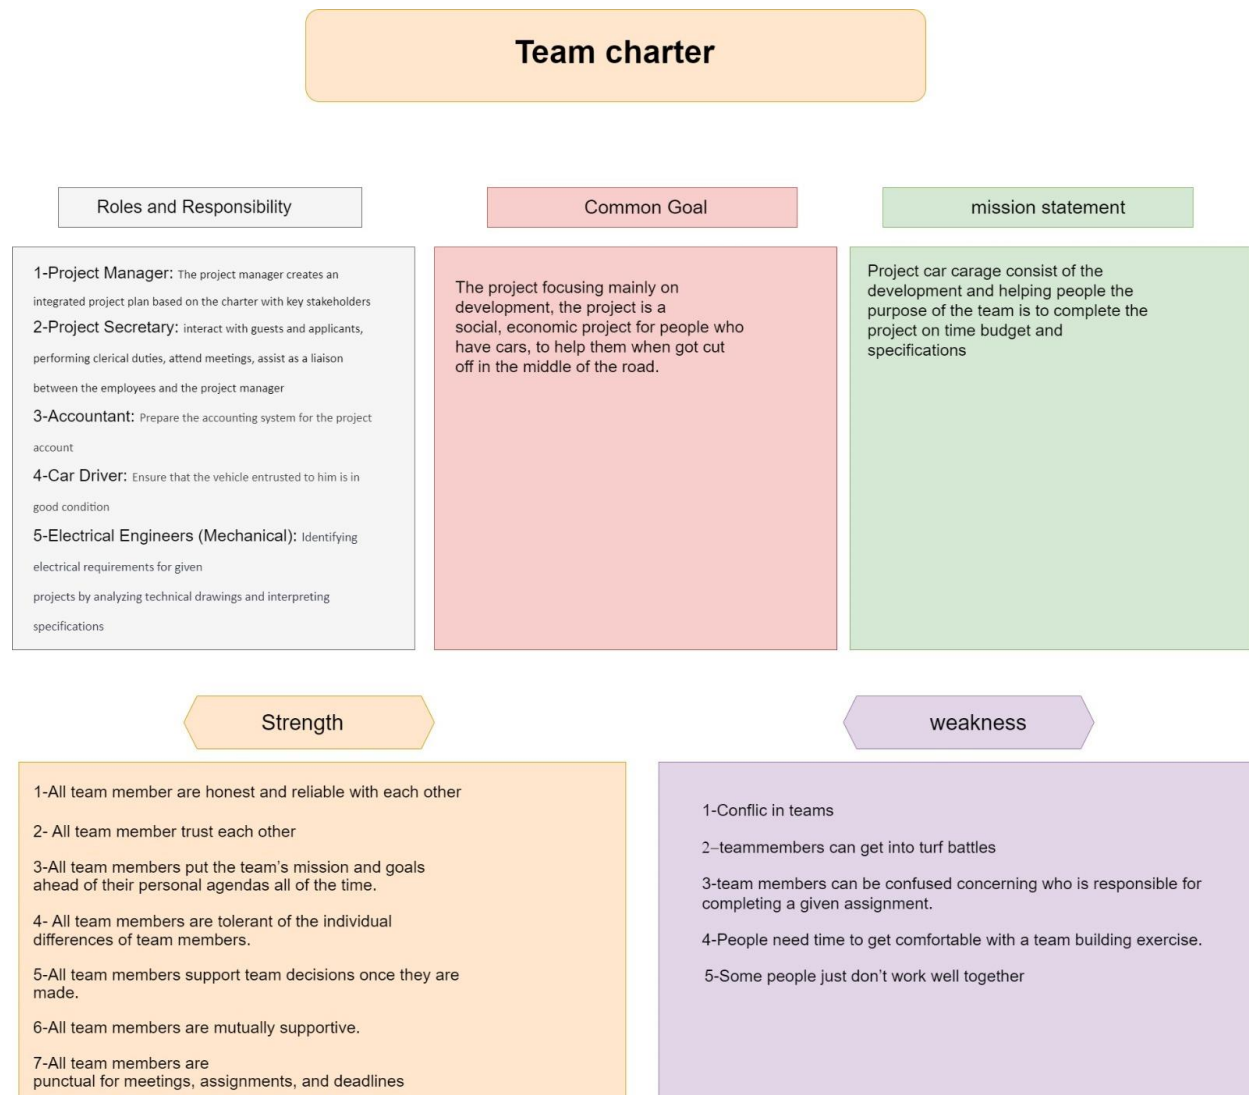 Team charter
Roles and Responsibility
1-Project Manager: The project manager creates an
integrated project plan based on the charter with key stakeholders
2-Project Secretary: interact with guests and applicants,
performing clerical duties, attend meetings, assist as a liaison
between the employees and the project manager
3-Accountant: Prepare the accounting system for the project
account
4-Car Driver: Ensure that the vehicle entrusted to him is in
good condition
5-Electrical Engineers (Mechanical): Identifying
electrical requirements for given
projects by analyzing technical drawings and interpreting
specifications
Common Goal
The project focusing mainly on
development, the project is a
social, economic project for people who
have cars, to help them when got cut
off in the middle of the road.
mission statement
Project car carage consist of the
development and helping people the
purpose of the team is to complete the
project on time budget and
specifications
Strength
1-All team member are honest and reliable with each other
2- All team member trust each other
3-All team members put the team’s mission and goals
ahead of their personal agendas all of the time.
4- All team members are tolerant of the individual
differences of team members.
5-All team members support team decisions once they are
made.
6-All team members are mutually supportive.
7-All team members are
punctual for meetings, assignments, and deadlines
weakness
1-Conflic in teams
2–teammembers can get into turf battles
3-team members can be confused concerning who is responsible for
completing a given assignment.
4-People need time to get comfortable with a team building exercise.
5-Some people just don’t work well together